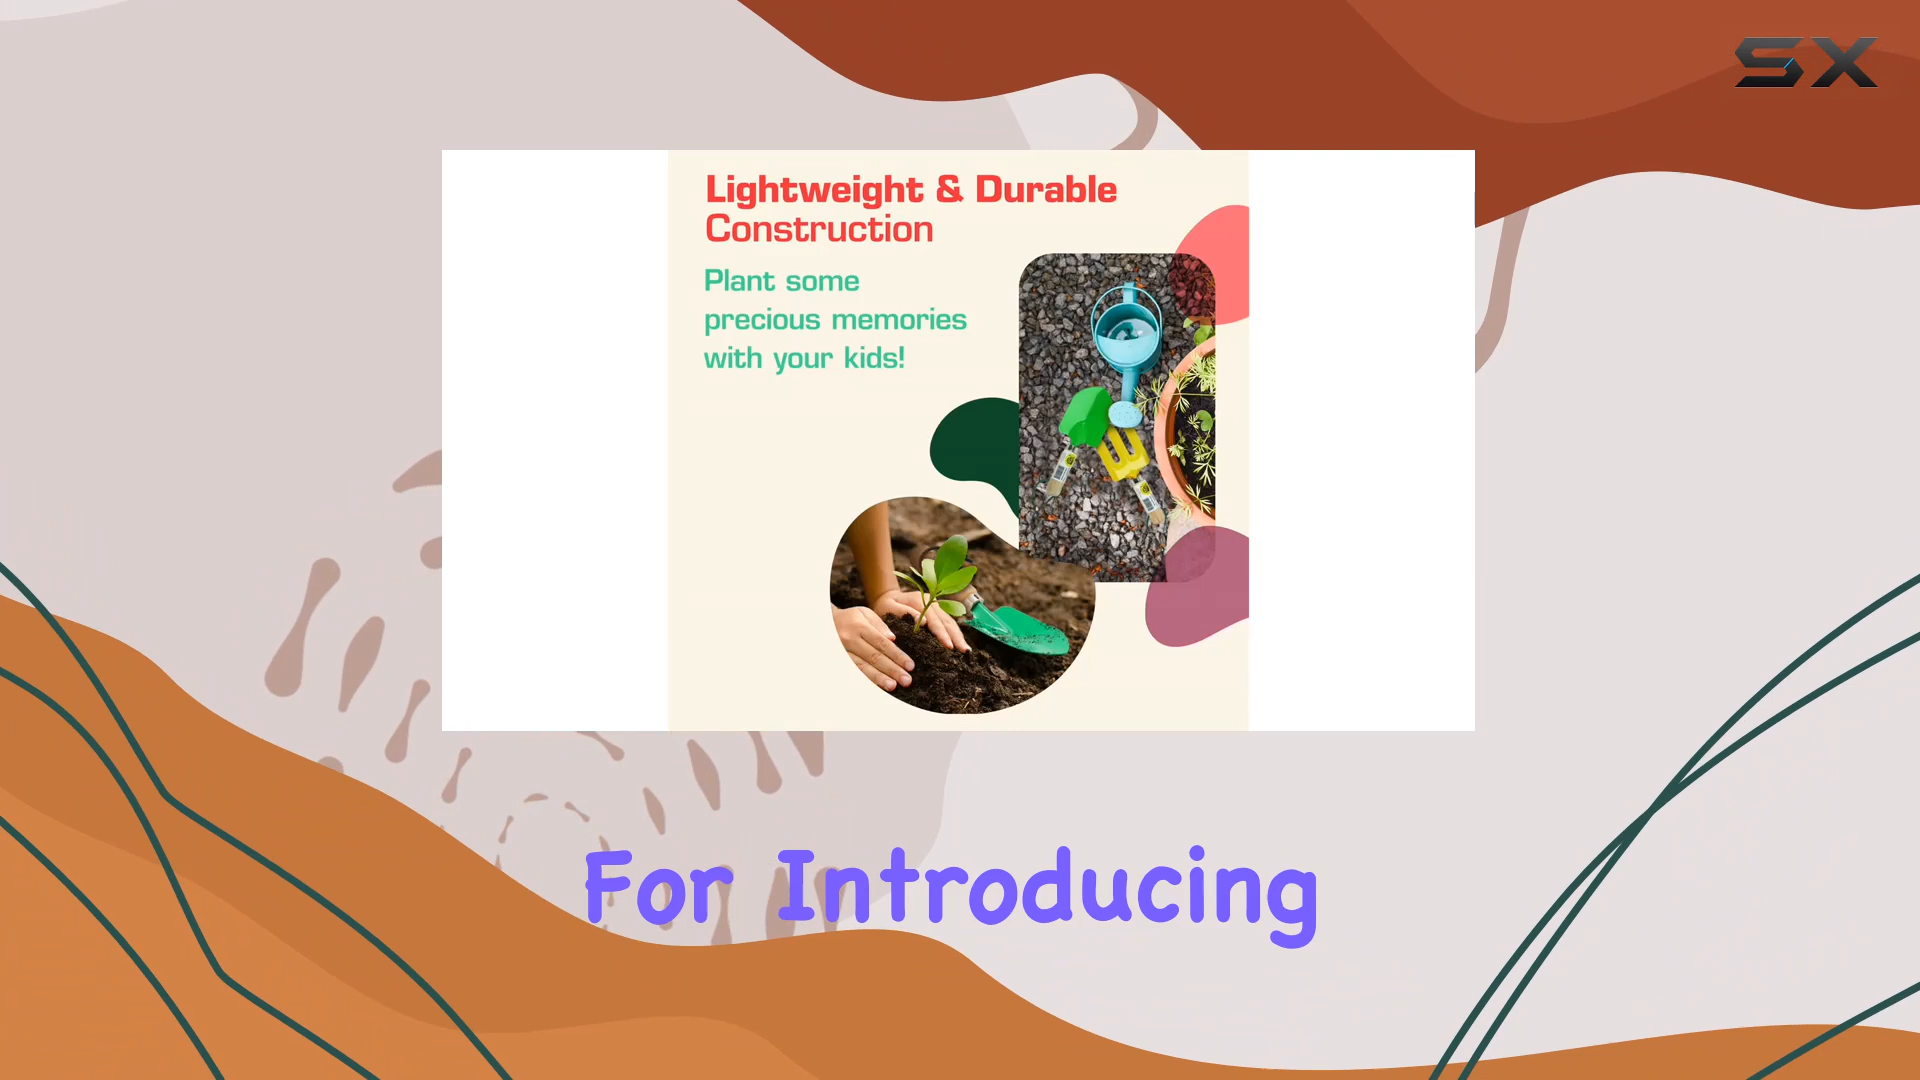 SX
Lightweight & Durable
Construction
Plant some
precious memories
with your kids!
For Introducing